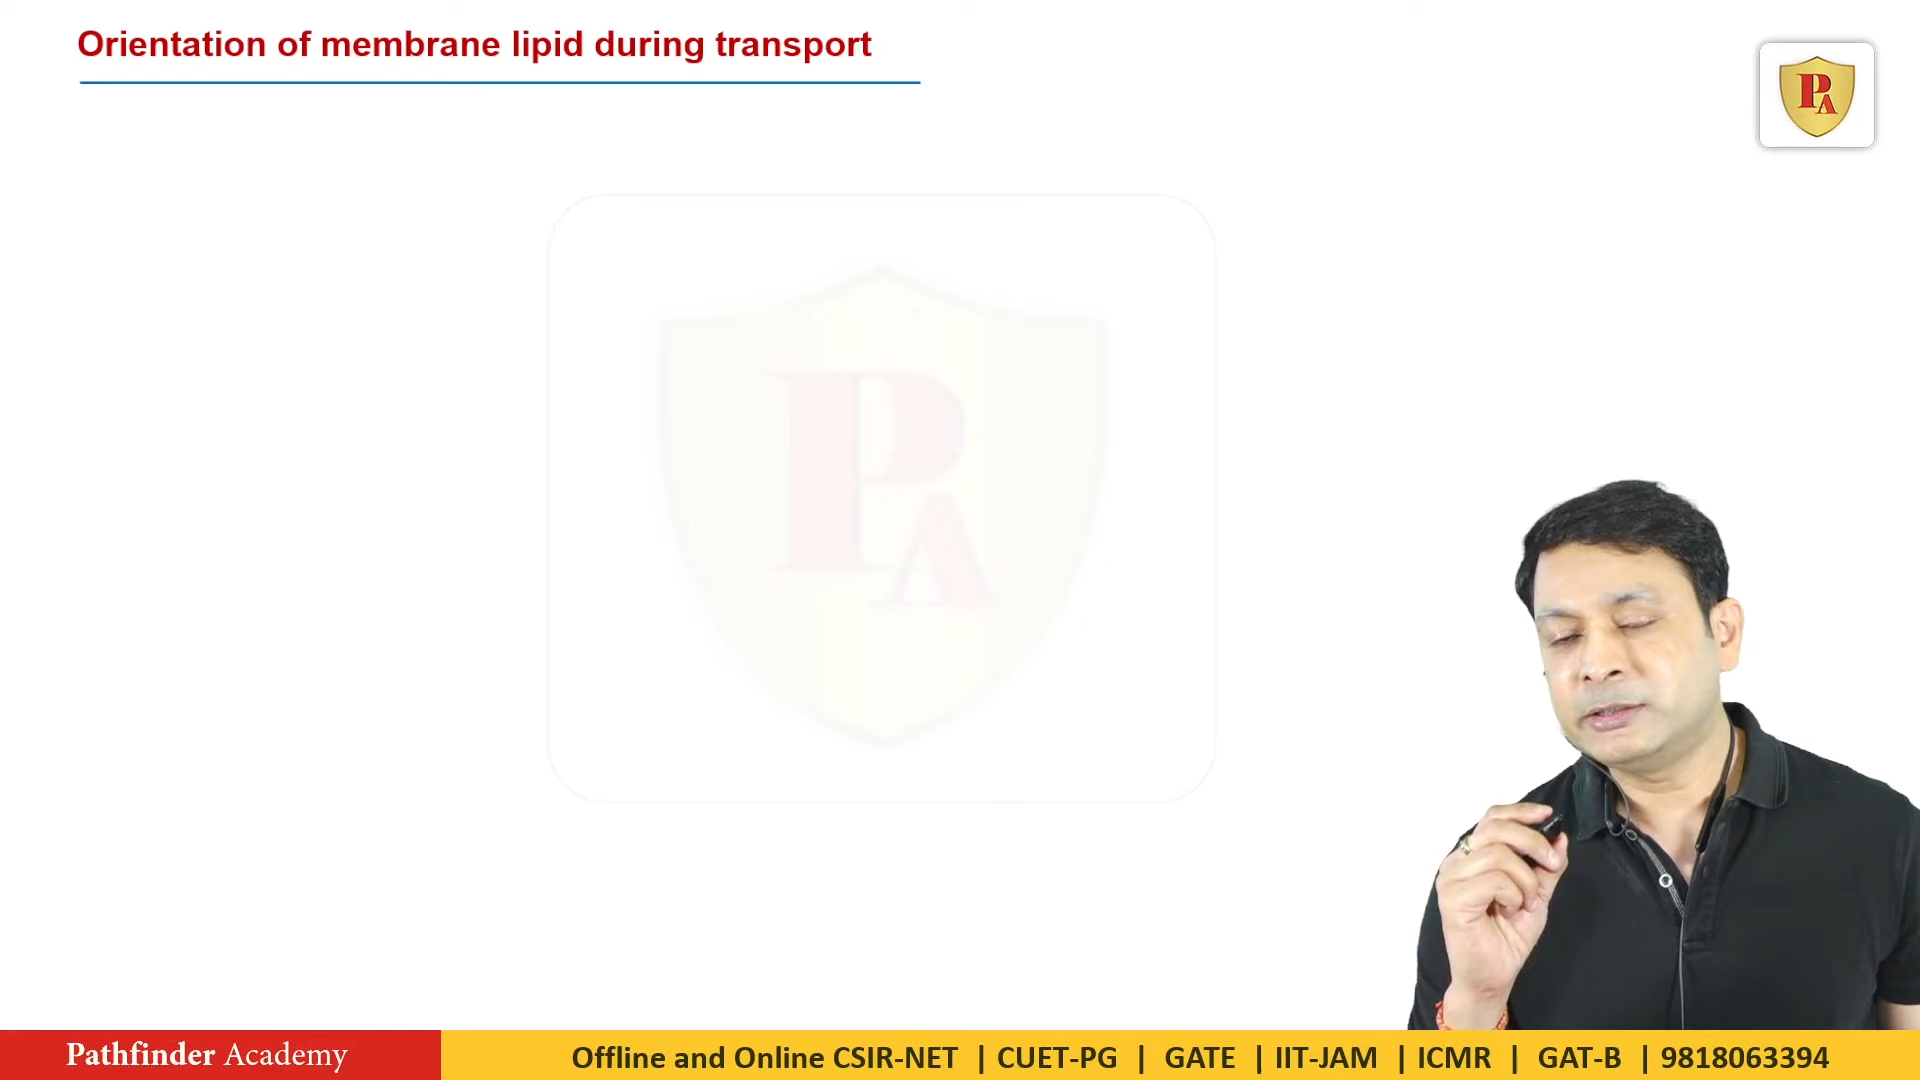 Orientation of membrane lipid during transport
PA
PA
Pathfinder Academy
Offline and Online CSIR-NET | CUET-PG | GATE | IIT-JAM | ICMR | GAT-B | 9818063394